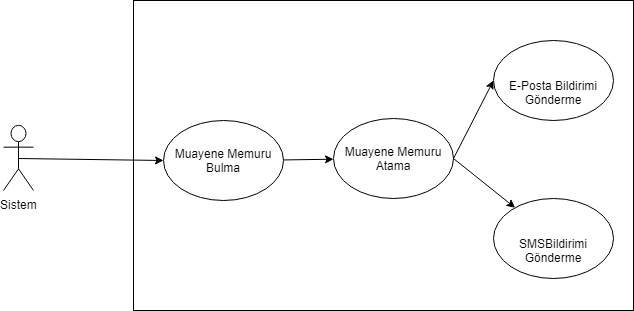 Sistem
Muayene Memuru
Bulma
Muayene Memuru
Atama
E-Posta Bildirimi
Gönderme
SMSBildirimi
Gönderme